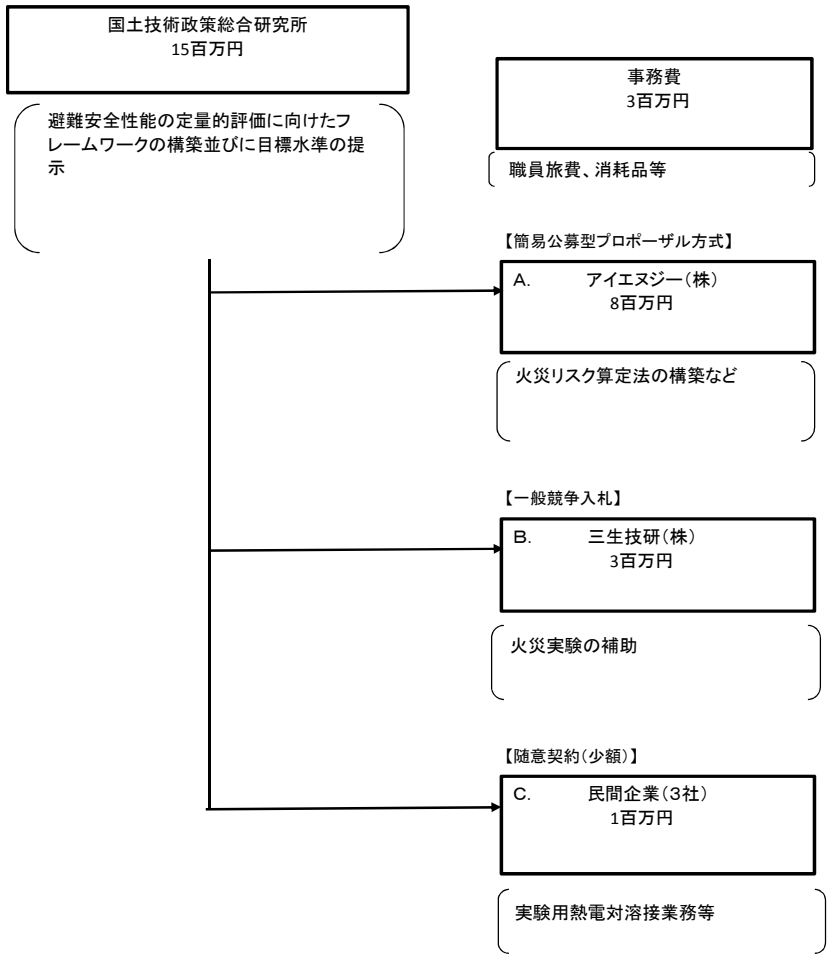 国土技術政策総合研究所
15百万円
避難安全性能の定量的評価に向けたフ
レームワークの構築並びに目標水準の提
示
事務費
3百万円
職員旅費、消耗品等
【簡易公募型プロポーザル方式】
A. アイエヌジー(株)
8百万円
火災リスク算定法の構築など
【一般競争入札】
B. 三生技研(株)
3百万円
火災実験の補助
【随意契約(少額)】
C. 民間企業(3社)
1百万円
実験用熱電対溶接業務等